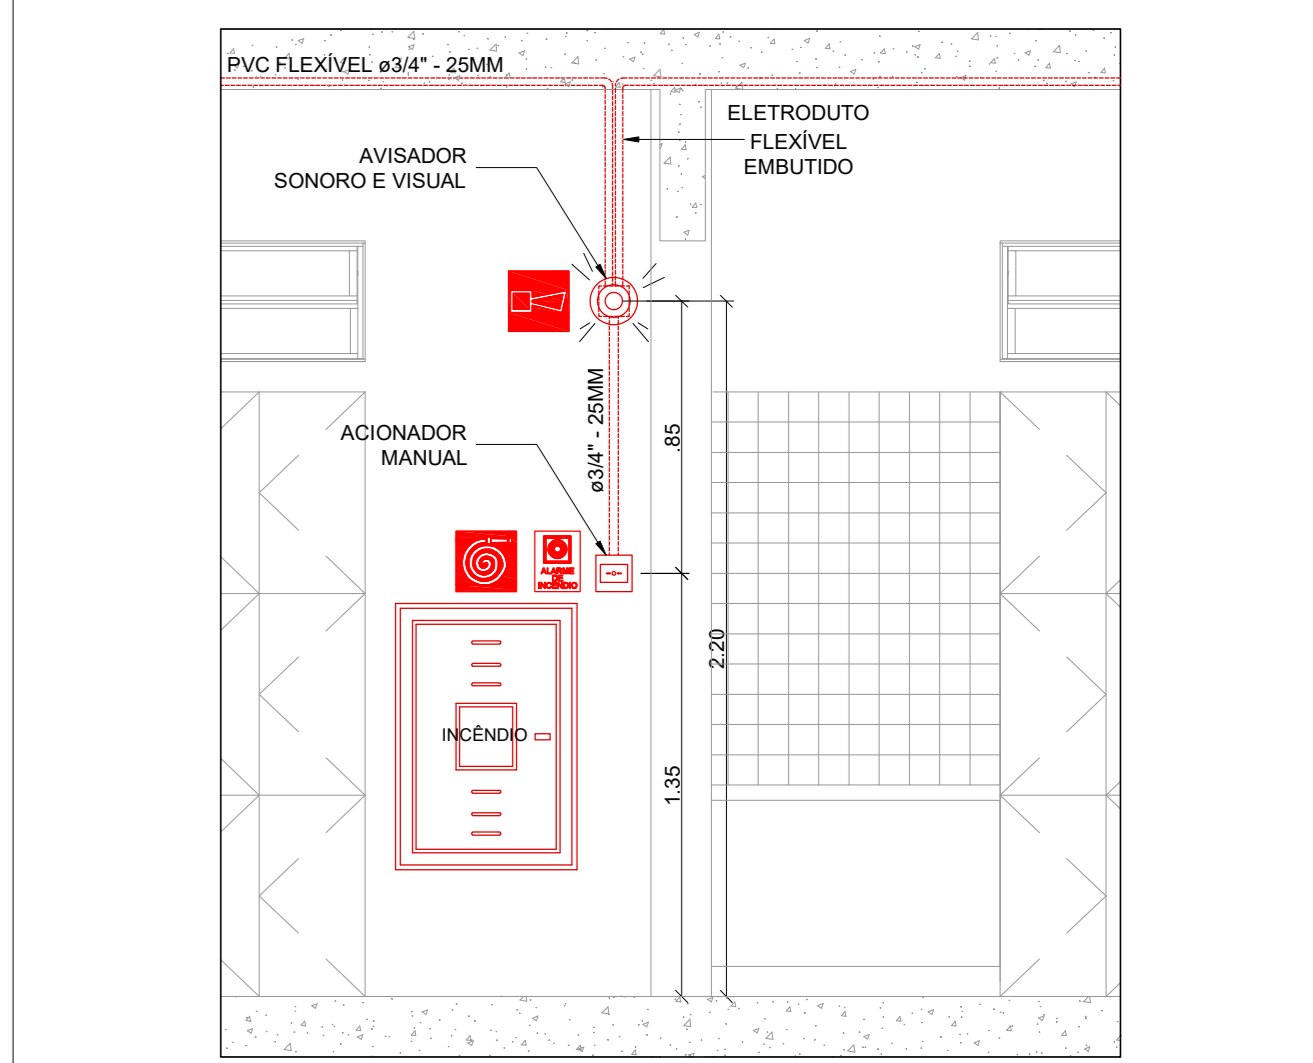 PVC FLEXÍVEL ø3/4" - 25MM
ELETRODUTO
FLEXÍVEL
EMBUTIDO
AVISADOR
SONORO E VISUAL
ø3/4" - 25MM
.85
ACIONADOR
MANUAL
ALARME
DE
INCÊNDIO
2.20
INCÊNDIO
1.35